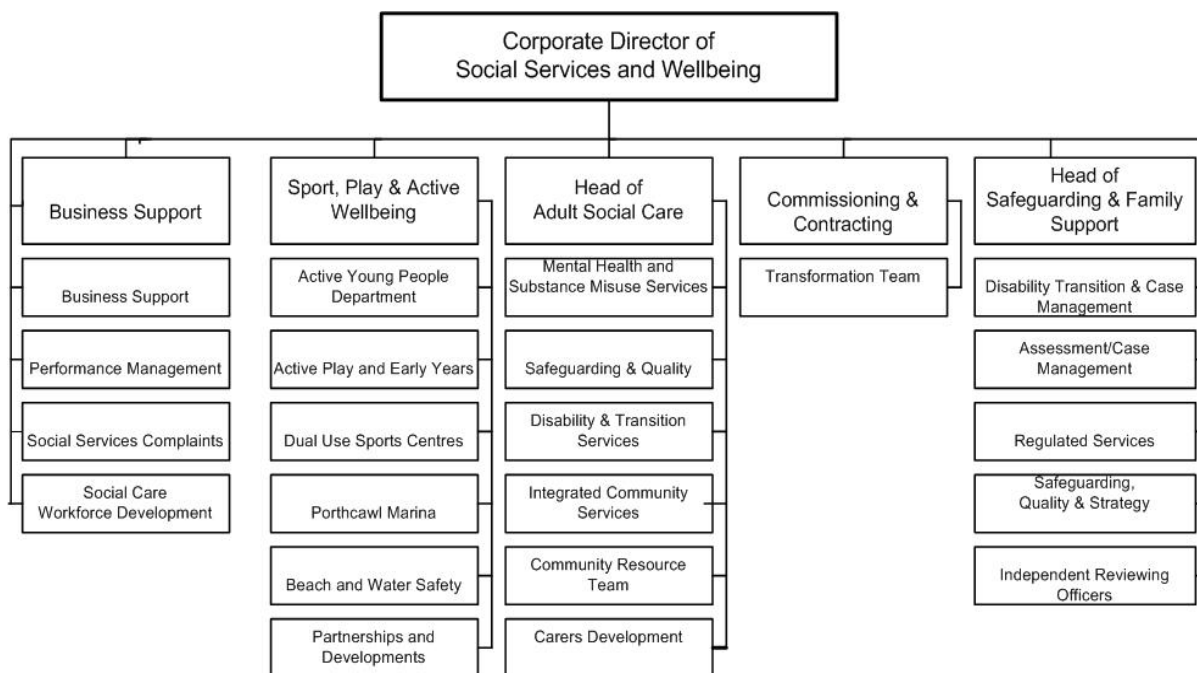 Corporate Director of
Social Services and Wellbeing
Business Support
Business Support
Performance Management
Social Services Complaints
Social Care
Workforce Development
Sport, Play & Active
Wellbeing
Active Young People
Department
Active Play and Early Years
Dual Use Sports Centres
Porthcawl Marina
Beach and Water Safety
Partnerships and
Developments
Head of
Adult Social Care
Mental Health and
Substance Misuse Services
Safeguarding & Quality
Disability & Transition
Services
Integrated Community
Services
Community Resource
Team
Carers Development
Commissioning &
Contracting
Transformation Team
Head of
Safeguarding & Family
Support
Disability Transition & Case
Management
Assessment/Case
Management
Regulated Services
Safeguarding,
Quality & Strategy
Independent Reviewing
Officers